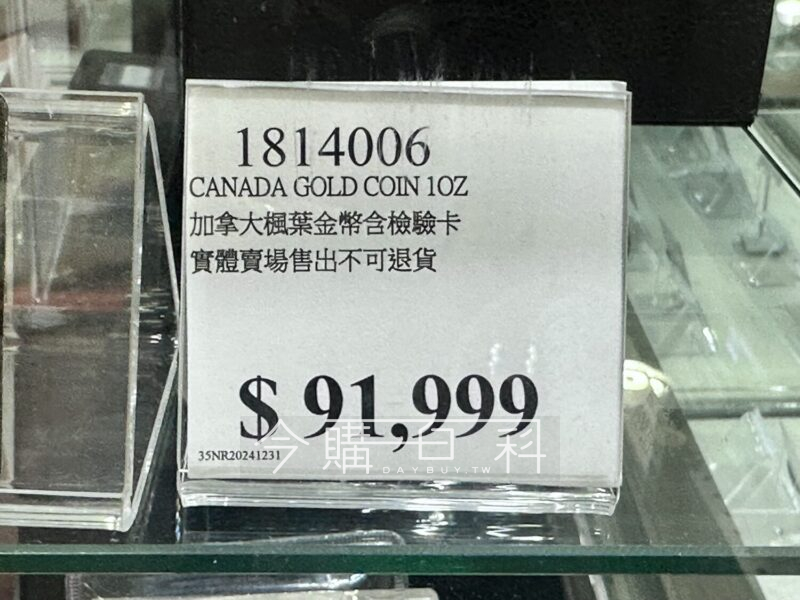 1814006
CANADA GOLD COIN 1OZ
加拿大楓葉金幣含檢驗卡
實體賣場售出不可退貨
$ 91,999
35NR20241231
今購百科
DAYBUY.TW